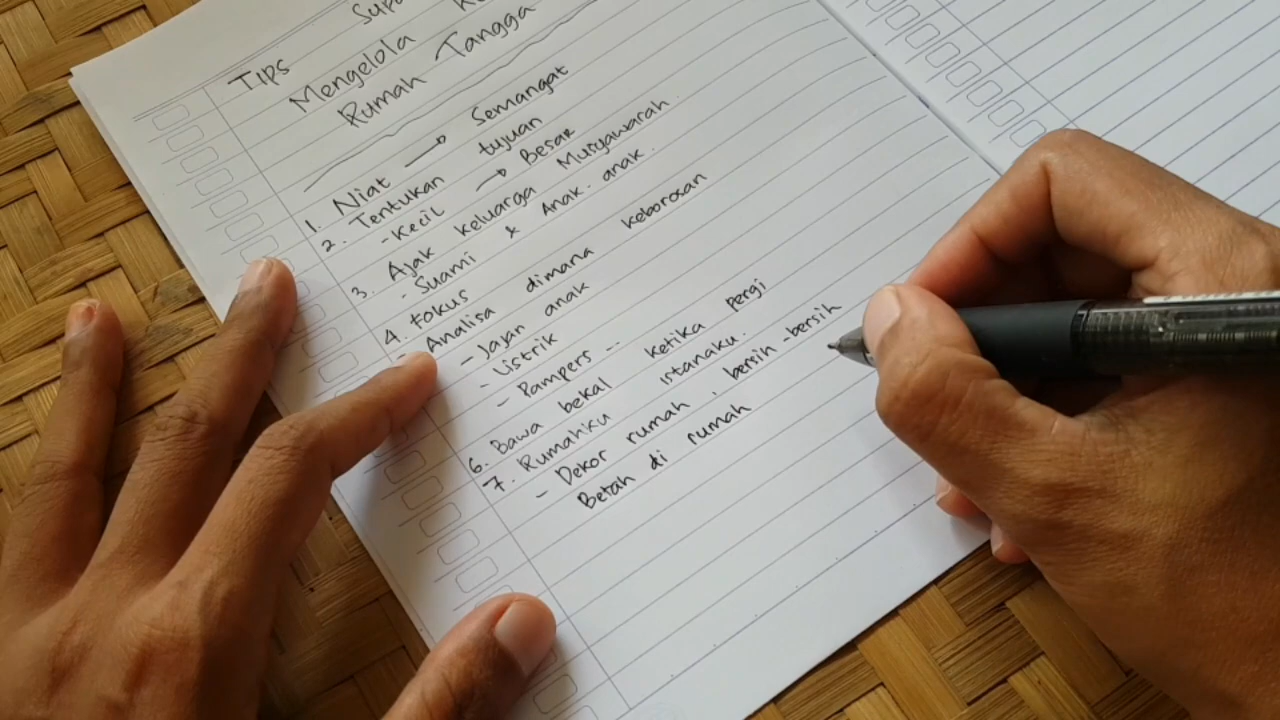 Tips
Mengelola
Rumah Tangga
1. Niat → Semangat
2. Tentukan tujuan
- Kecil → Besar
3. Ajak keluarga Musyawarah.
- Suami & Anak. anak.
4. Fokus
Analisa dimana keborosan
- Jajan anak
- Listrik
- Pampers --
6. Bawa bekal ketika pergi
7. Rumahku istanaku.
- Dekor rumah, bersih-bersih
Betah di rumah